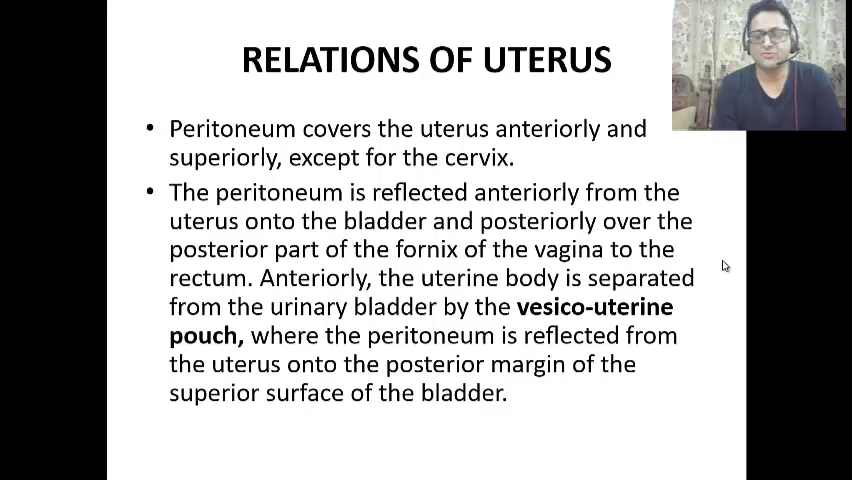 RELATIONS OF UTERUS
• Peritoneum covers the uterus anteriorly and
superiorly, except for the cervix.
• The peritoneum is reflected anteriorly from the
uterus onto the bladder and posteriorly over the
posterior part of the fornix of the vagina to the
rectum. Anteriorly, the uterine body is separated
from the urinary bladder by the vesico-uterine
pouch, where the peritoneum is reflected from
the uterus onto the posterior margin of the
superior surface of the bladder.